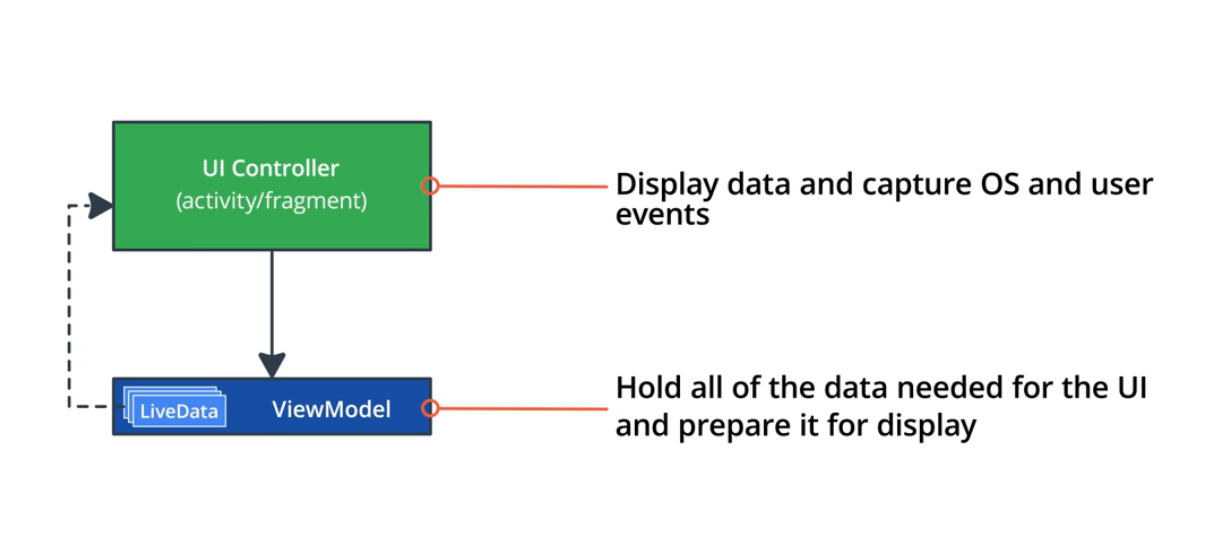 UI Controller
(activity/fragment)
Display data and capture OS and user
events
LiveData
ViewModel
Hold all of the data needed for the UI
and prepare it for display